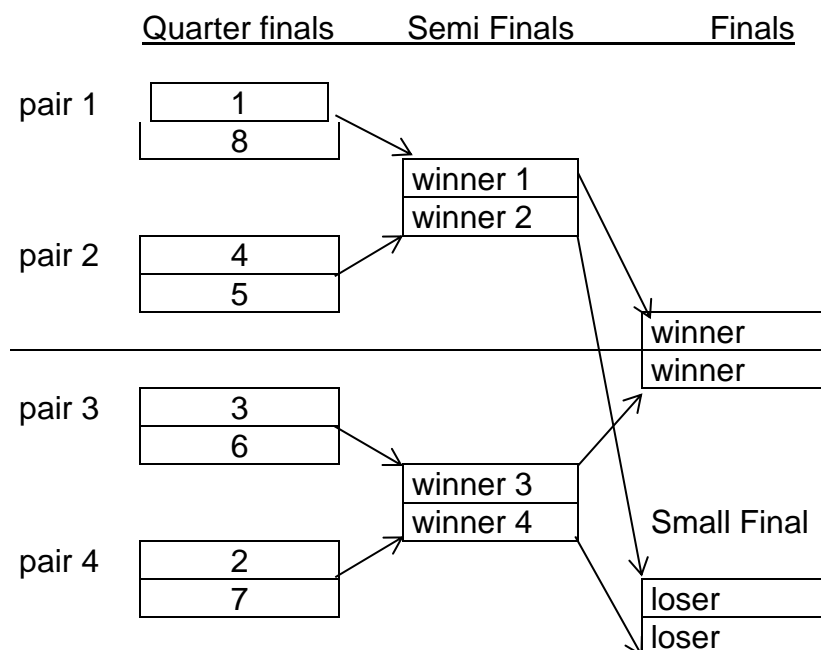 Quarter finals Semi Finals Finals
pair 1 1
8
winner 1
winner 2
pair 2 4
5
winner
winner
pair 3 3
6
winner 3
winner 4
Small Final
pair 4 2
7
loser
loser